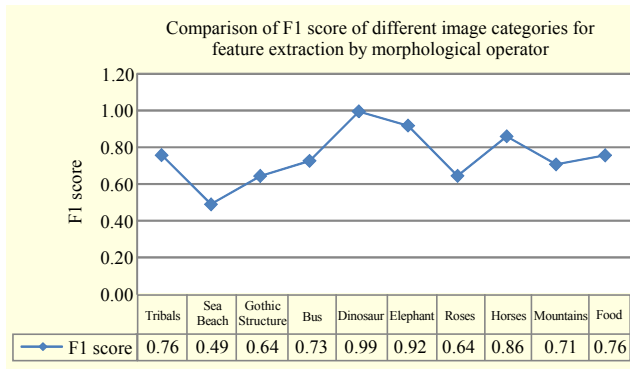 Comparison of F1 score of different image categories for
feature extraction by morphological operator
F1 score
1.20
1.00
0.80
0.60
0.40
0.20
0.00
Tribals Sea Beach Gothic Structure Bus Dinosaur Elephant Roses Horses Mountains Food
F1 score 0.76 0.49 0.64 0.73 0.99 0.92 0.64 0.86 0.71 0.76